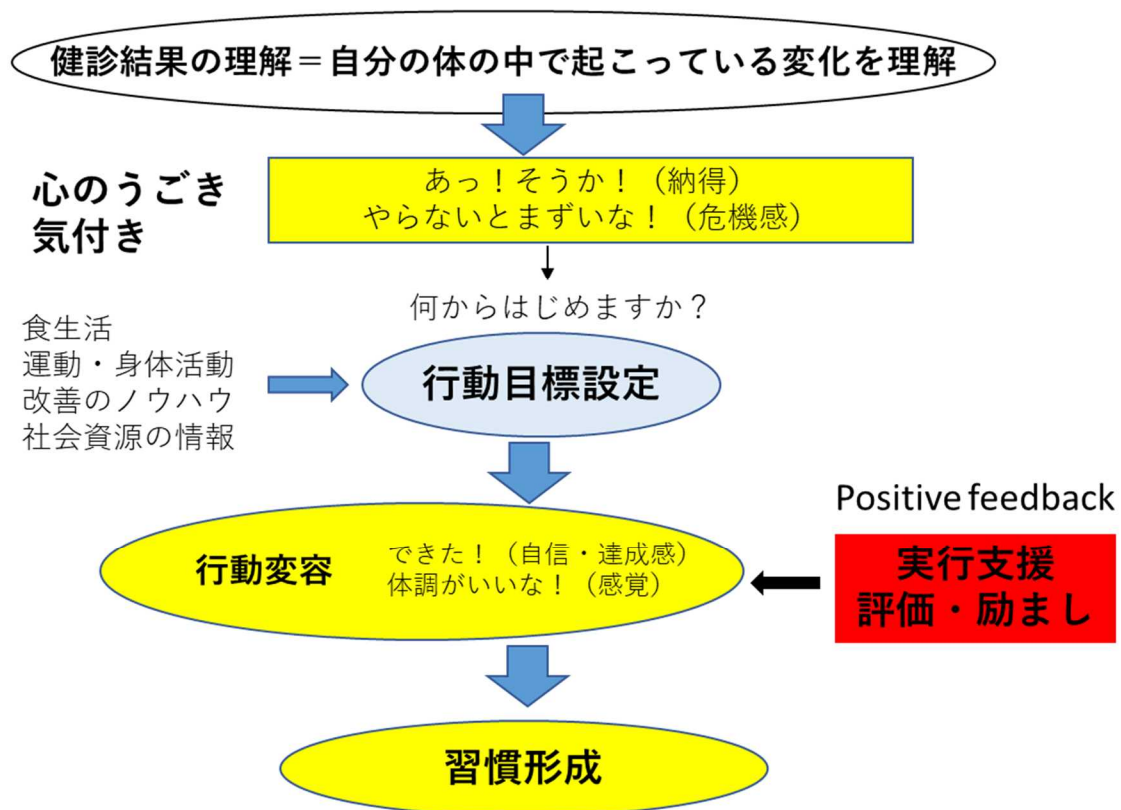 健診結果の理解＝自分の体の中で起こっている変化を理解
心のうごき
気付き
あっ！そうか！（納得）
やらないとまずいな！（危機感）
何からはじめますか？
食生活
運動・身体活動
改善のノウハウ
社会資源の情報
行動目標設定
行動変容
できた！（自信・達成感）
体調がいいな！（感覚）
Positive feedback
実行支援
評価・励まし
習慣形成